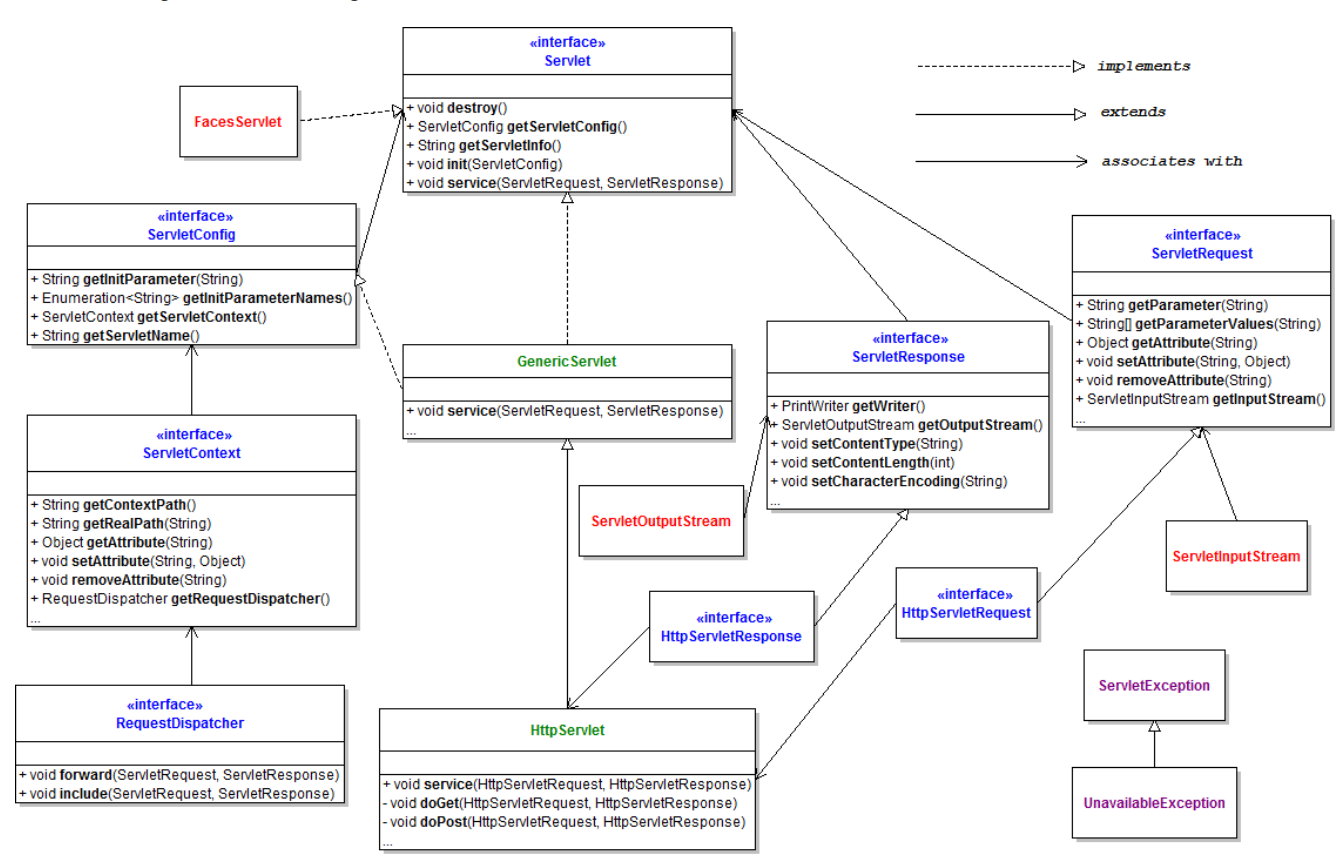 «interface»
Servlet
+ void destroy()
+ ServletConfig getServletConfig()
+ String getServletInfo()
+ void init(ServletConfig)
+ void service(ServletRequest, ServletResponse)
implements
extends
associates with
FacesServlet
«interface»
ServletConfig
+ String getInitParameter(String)
+ Enumeration<String> getInitParameterNames()
+ ServletContext getServletContext()
+ String getServletName()
«interface»
ServletRequest
+ String getParameter(String)
+ String[] getParameterValues(String)
+ Object getAttribute(String)
+ void setAttribute(String, Object)
+ void removeAttribute(String)
+ ServletInputStream getInputStream()
...
GenericServlet
+ void service(ServletRequest, ServletResponse)
...
«interface»
ServletResponse
+ PrintWriter getWriter()
+ ServletOutputStream getOutputStream()
+ void setContentType(String)
+ void setContentLength(int)
+ void setCharacterEncoding(String)
...
«interface»
ServletContext
+ String getContextPath()
+ String getRealPath(String)
+ Object getAttribute(String)
+ void setAttribute(String, Object)
+ void removeAttribute(String)
+ RequestDispatcher getRequestDispatcher()
...
ServletOutputStream
ServletInputStream
«interface»
HttpServletResponse
«interface»
HttpServletRequest
«interface»
RequestDispatcher
+ void forward(ServletRequest, ServletResponse)
+ void include(ServletRequest, ServletResponse)
HttpServlet
+ void service(HttpServletRequest, HttpServletResponse)
- void doGet(HttpServletRequest, HttpServletResponse)
- void doPost(HttpServletRequest, HttpServletResponse)
...
ServletException
UnavailableException